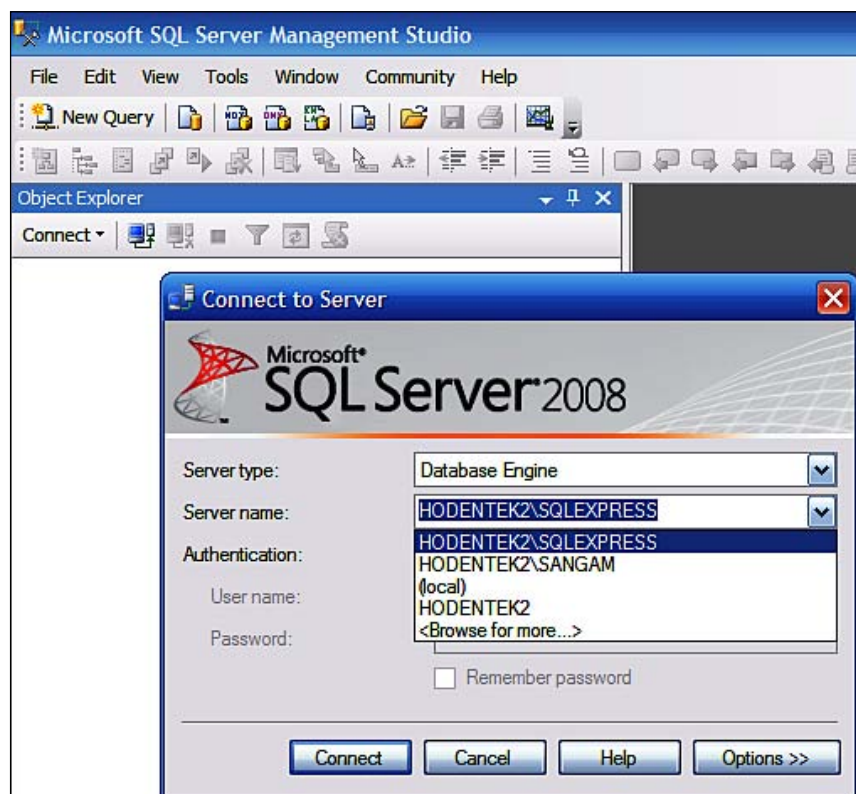 Microsoft SQL Server Management Studio
File Edit View Tools Window Community Help
New Query
Object Explorer
Connect
Connect to Server
Microsoft
SQL Server 2008
Server type: Database Engine
Server name: HODENTEK2\SQLEXPRESS
HODENTEK2\SQLEXPRESS
Authentication:
HODENTEK2\SANGAM
(local)
User name:
HODENTEK2
<Browse for more...>
Password:
Remember password
Connect Cancel Help Options >>